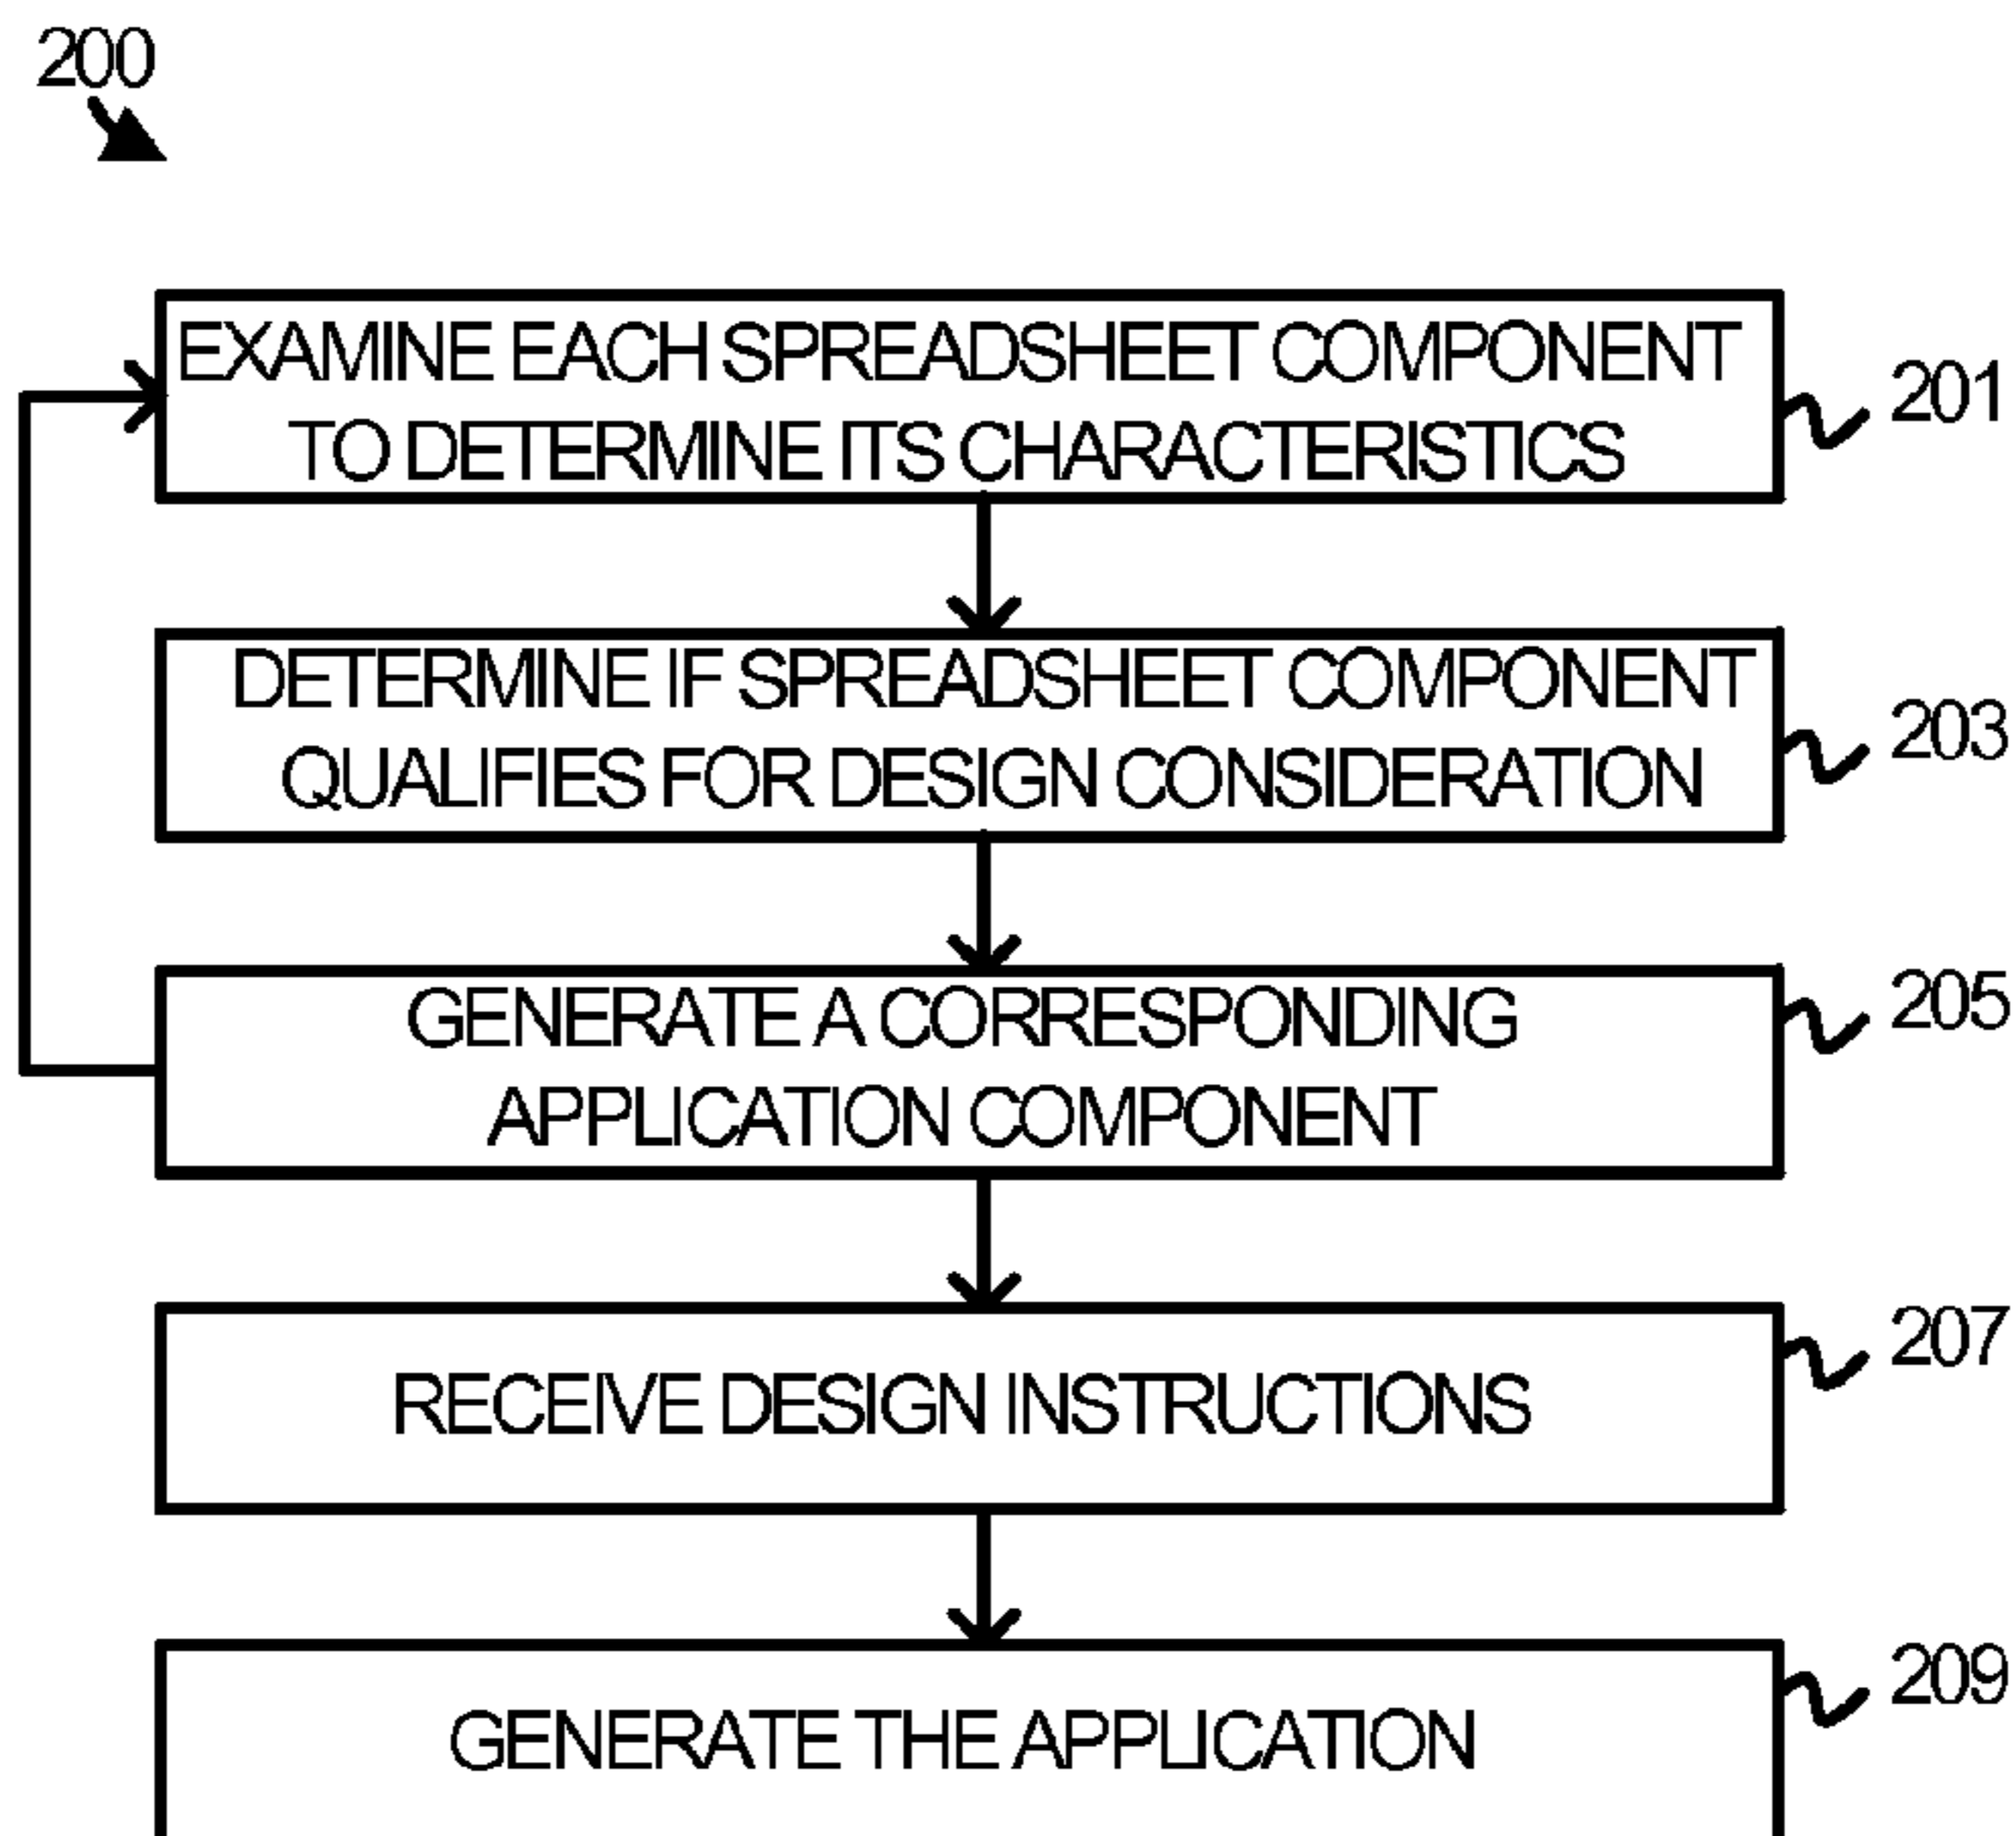 200
EXAMINE EACH SPREADSHEET COMPONENT
TO DETERMINE ITS CHARACTERISTICS
201
DETERMINE IF SPREADSHEET COMPONENT
QUALIFIES FOR DESIGN CONSIDERATION
203
GENERATE A CORRESPONDING
APPLICATION COMPONENT
205
RECEIVE DESIGN INSTRUCTIONS
207
GENERATE THE APPLICATION
209